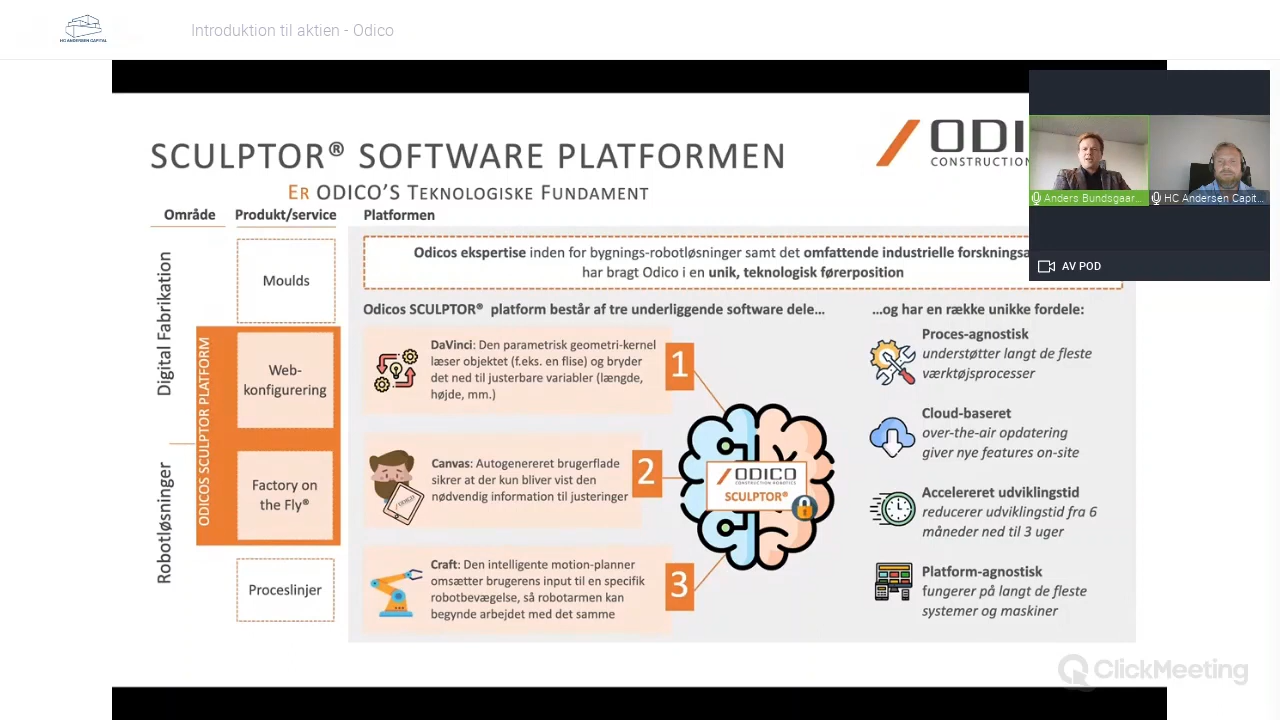 HC ANDERSEN CAPITAL
Introduktion til aktien - Odico
SCULPTOR® SOFTWARE PLATFORMEN
ER ODICO'S TEKNOLOGISKE FUNDAMENT
ODI
CONSTRUCTION
Anders Bundsgaar...
HC Andersen Capit...
AV POD
Område
Produkt/service
Platformen
Digital Fabrikation
Robotløsninger
ODICOS SCULPTOR PLATFORM
Moulds
Web-
konfigurering
Factory on
the Fly®
Proceslinjer
Odicos ekspertise inden for bygnings-robotløsninger samt det omfattende industrielle forskningsa
har bragt Odico i en unik, teknologisk førerposition
Odicos SCULPTOR® platform består af tre underliggende software dele...
DaVinci: Den parametrisk geometri-kernel
læser objektet (f.eks. en flise) og bryder
det ned til justerbare variabler (længde,
højde, mm.)
1
Canvas: Autogenereret brugerflade
sikrer at der kun bliver vist den
nødvendig information til justeringer
2
Craft: Den intelligente motion-planner
omsætter brugerens input til en specifik
robotbevægelse, så robotarmen kan
begynde arbejdet med det samme
3
ODICO
ODICO
CONSTRUCTION ROBOTICS
SCULPTOR®
...og har en række unikke fordele:
Proces-agnostisk
understøtter langt de fleste
værktøjsprocesser
Cloud-baseret
over-the-air opdatering
giver nye features on-site
Accelereret udviklingstid
reducerer udviklingstid fra 6
måneder ned til 3 uger
Platform-agnostisk
fungerer på langt de fleste
systemer og maskiner
ClickMeeting